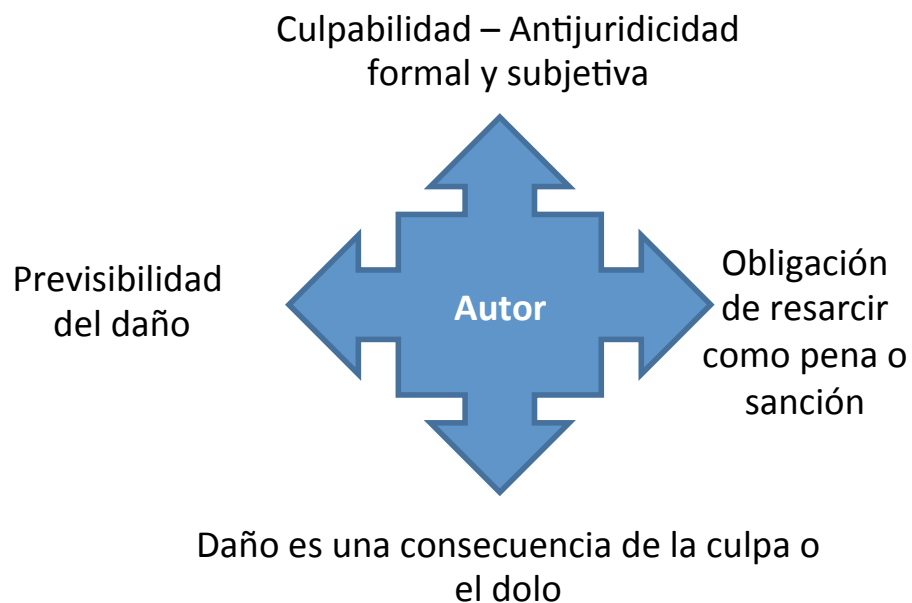 Culpabilidad – Antijuridicidad
formal y subjetiva
Previsibilidad
del daño
Autor
Obligación
de resarcir
como pena o
sanción
Daño es una consecuencia de la culpa o
el dolo